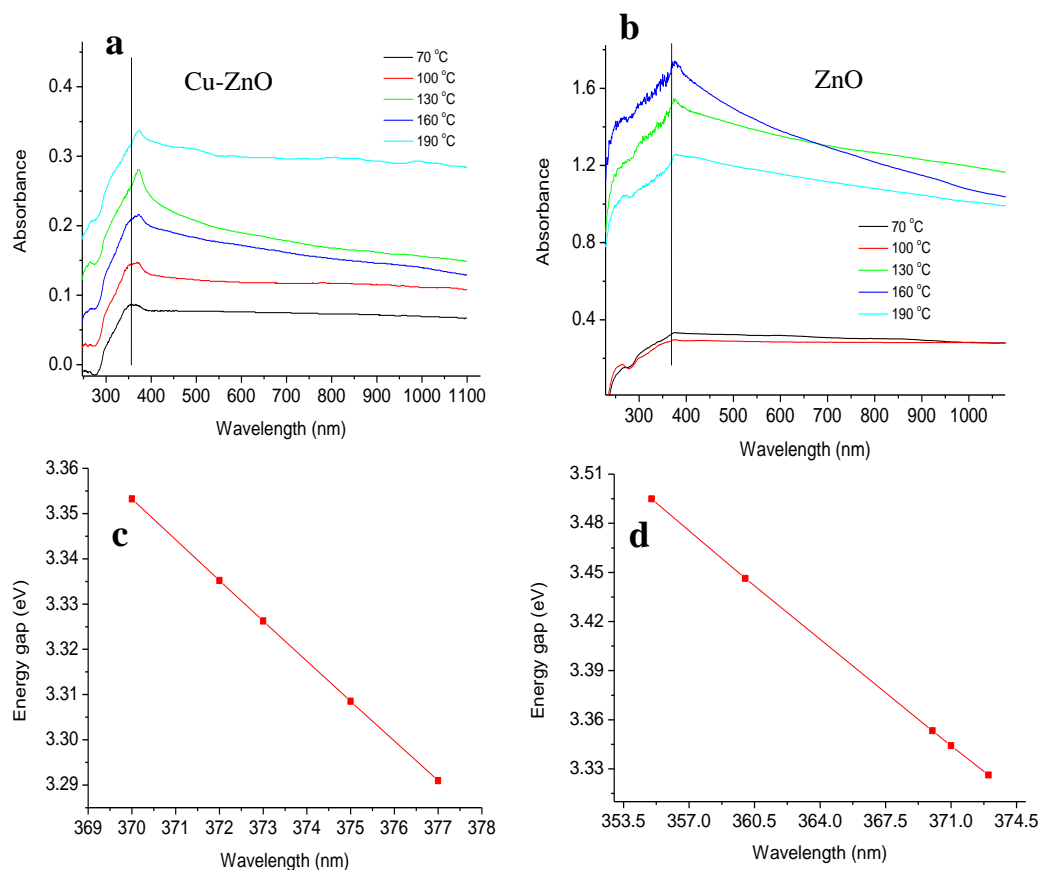 a
Cu-ZnO
70 °C
100 °C
130 °C
160 °C
190 °C
0.4
0.3
0.2
0.1
0.0
Absorbance
300 400 500 600 700 800 900 1000 1100
Wavelength (nm)
b
ZnO
70 °C
100 °C
130 °C
160 °C
190 °C
1.6
1.2
0.8
0.4
Absorbance
300 400 500 600 700 800 900 1000
Wavelength (nm)
c
3.36
3.35
3.34
3.33
3.32
3.31
3.30
3.29
Energy gap (eV)
369 370 371 372 373 374 375 376 377 378
Wavelength (nm)
d
3.51
3.48
3.45
3.42
3.39
3.36
3.33
Energy gap (eV)
353.5 357.0 360.5 364.0 367.5 371.0 374.5
Wavelength (nm)